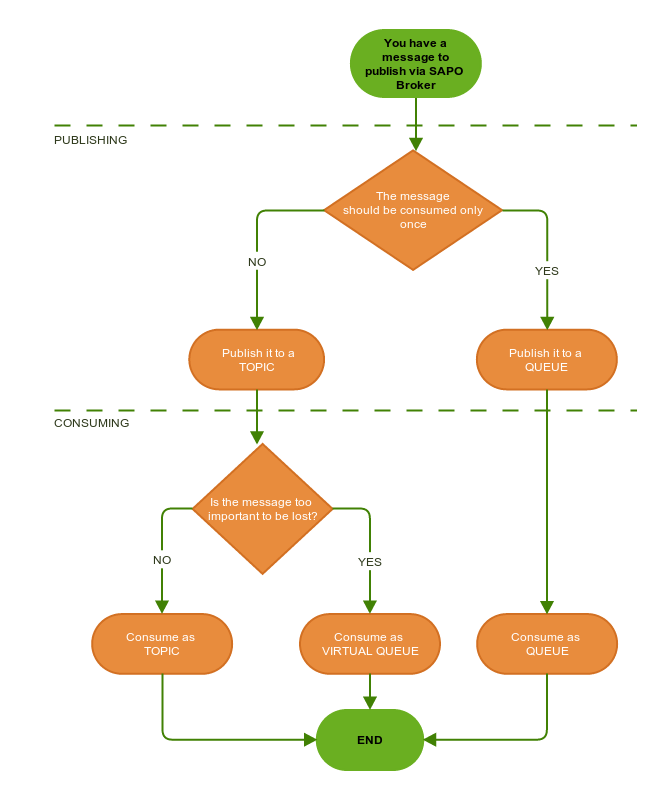 You have a
message to
publish via SAPO
Broker
PUBLISHING
The message
should be consumed only
once
NO
YES
Publish it to a
TOPIC
Publish it to a
QUEUE
CONSUMING
Is the message too
important to be lost?
NO
YES
Consume as
TOPIC
Consume as
VIRTUAL QUEUE
Consume as
QUEUE
END